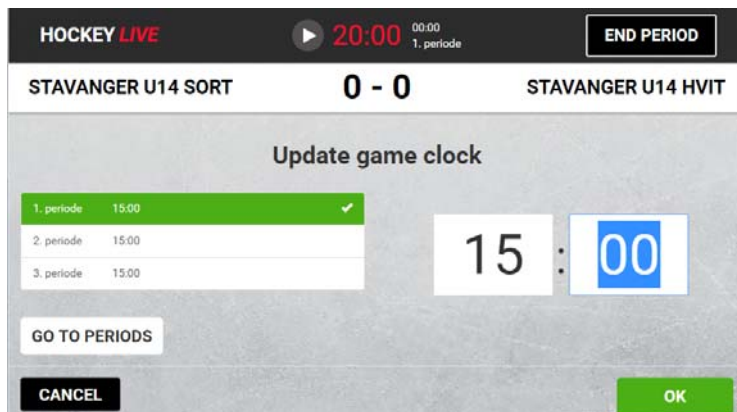 HOCKEY LIVE
20:00
00:00
1. periode
END PERIOD
STAVANGER U14 SORT
0 - 0
STAVANGER U14 HVIT
Update game clock
1. periode 15:00
2. periode 15:00
3. periode 15:00
15 : 00
GO TO PERIODS
CANCEL
OK